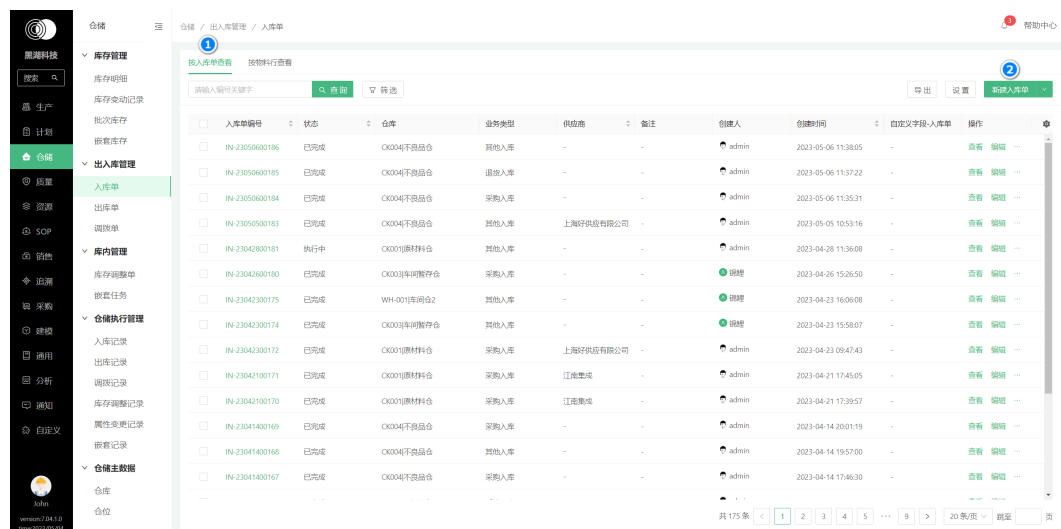 黑湖科技
搜索
生产
计划
仓储
质量
资源
SOP
销售
追溯
采购
建模
通用
分析
通知
自定义
John
version:7.04.1.0
time:2023/05/04
仓储
库存管理
库存明细
库存变动记录
批次库存
嵌套库存
出入库管理
入库单
出库单
调拨单
库内管理
库存调整单
嵌套任务
仓储执行管理
入库记录
出库记录
调拨记录
库存调整记录
属性变更记录
嵌套记录
仓储主数据
仓库
仓位
仓储 / 出入库管理 / 入库单
3 帮助中心
1
按入库单查看 按物料行查看
2
请输入编号关键字 查询 筛选 导出 设置 新建入库单
入库单编号 状态 仓库 业务类型 供应商 备注 创建人 创建时间 自定义字段-入库单 操作
IN-23050600186 已完成 CK004|不良品仓 其他入库 - - admin 2023-05-06 11:38:05 - 查看 编辑 ...
IN-23050600185 已完成 CK004|不良品仓 退货入库 - - admin 2023-05-06 11:37:22 - 查看 编辑 ...
IN-23050600184 已完成 CK004|不良品仓 采购入库 - - admin 2023-05-06 11:35:31 - 查看 编辑 ...
IN-23050500183 已完成 CK004|不良品仓 其他入库 上海好供应有限公司 - admin 2023-05-05 10:53:16 - 查看 编辑 ...
IN-23042800181 执行中 CK001|原材料仓 其他入库 - - admin 2023-04-28 11:36:08 - 查看 编辑 ...
IN-23042600180 已完成 CK003|车间暂存仓 采购入库 - - 锦鲤 2023-04-26 15:26:50 - 查看 编辑 ...
IN-23042300175 已完成 WH-001|车间仓2 其他入库 - - 锦鲤 2023-04-23 16:06:08 - 查看 编辑 ...
IN-23042300174 已完成 CK003|车间暂存仓 其他入库 - - 锦鲤 2023-04-23 15:58:07 - 查看 编辑 ...
IN-23042300172 已完成 CK001|原材料仓 采购入库 上海好供应有限公司 - admin 2023-04-23 09:47:43 - 查看 编辑 ...
IN-23042100171 已完成 CK001|原材料仓 采购入库 江南集成 - admin 2023-04-21 17:45:05 - 查看 编辑 ...
IN-23042100170 已完成 CK001|原材料仓 采购入库 江南集成 - admin 2023-04-21 17:39:57 - 查看 编辑 ...
IN-23041400169 已完成 CK004|不良品仓 采购入库 - - admin 2023-04-14 20:01:19 - 查看 编辑 ...
IN-23041400168 已完成 CK004|不良品仓 其他入库 - - admin 2023-04-14 19:57:00 - 查看 编辑 ...
IN-23041400167 已完成 CK004|不良品仓 采购入库 - - admin 2023-04-14 17:46:30 - 查看 编辑 ...
共 175 条 < 1 2 3 4 5 ... 9 > 20 条/页 跳至 页